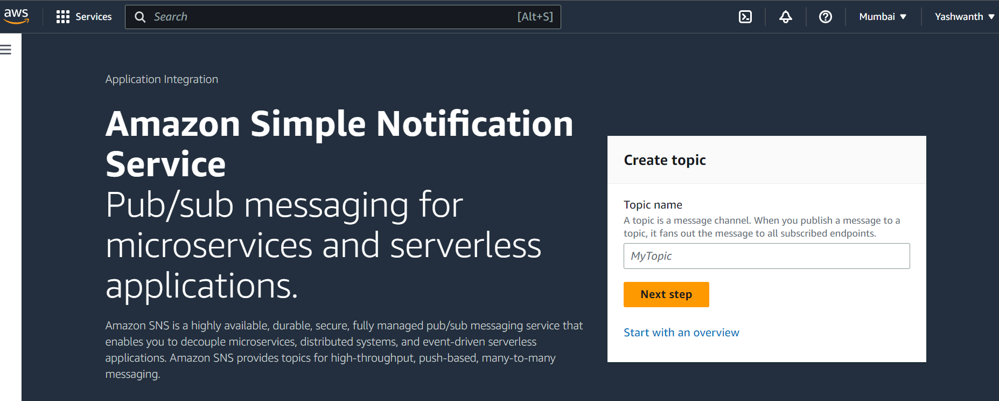 aws
Services
Search
[Alt+S]
Mumbai
Yashwanth
Application Integration
Amazon Simple Notification
Service
Pub/sub messaging for
microservices and serverless
applications.
Amazon SNS is a highly available, durable, secure, fully managed pub/sub messaging service that
enables you to decouple microservices, distributed systems, and event-driven serverless
applications. Amazon SNS provides topics for high-throughput, push-based, many-to-many
messaging.
Create topic
Topic name
A topic is a message channel. When you publish a message to a
topic, it fans out the message to all subscribed endpoints.
MyTopic
Next step
Start with an overview